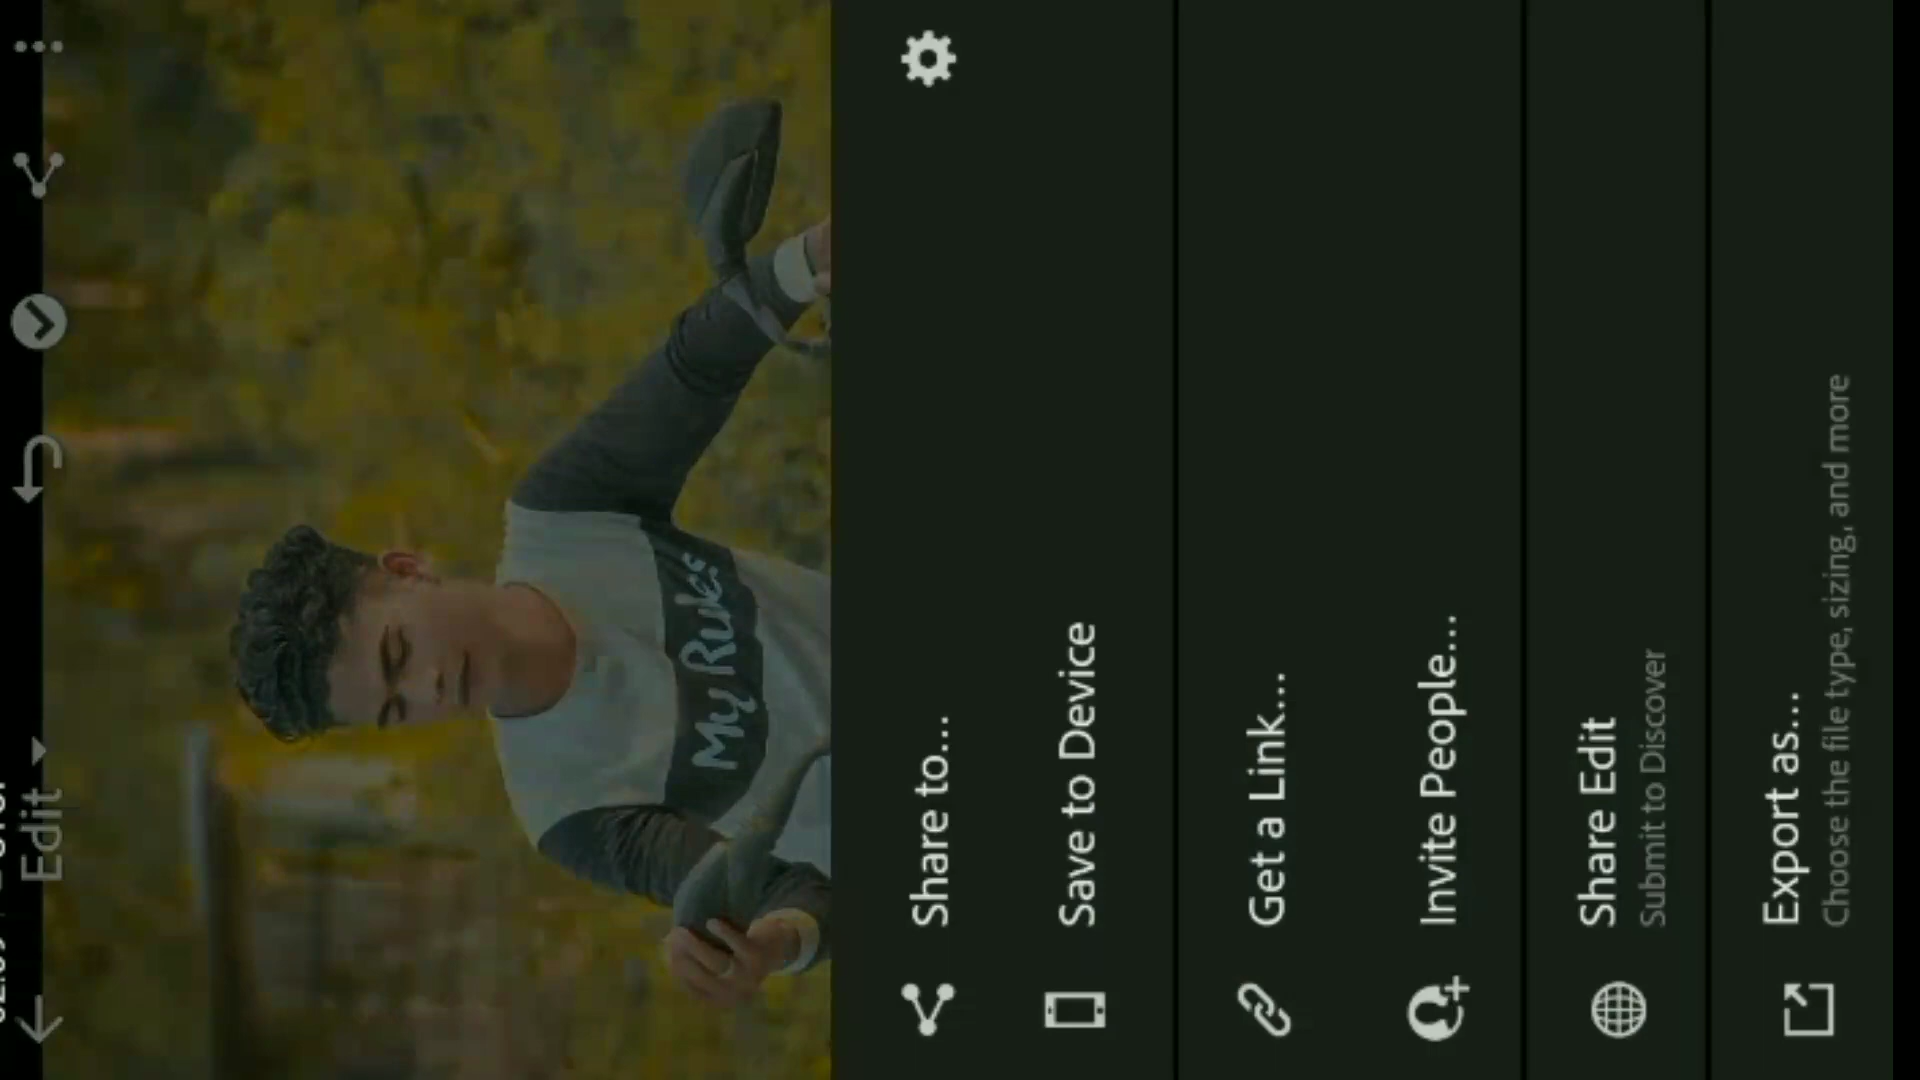 Edit
My Rules
Share to...
Save to Device
Get a Link...
Invite People...
Share Edit
Submit to Discover
Export as...
Choose the file type, sizing, and more